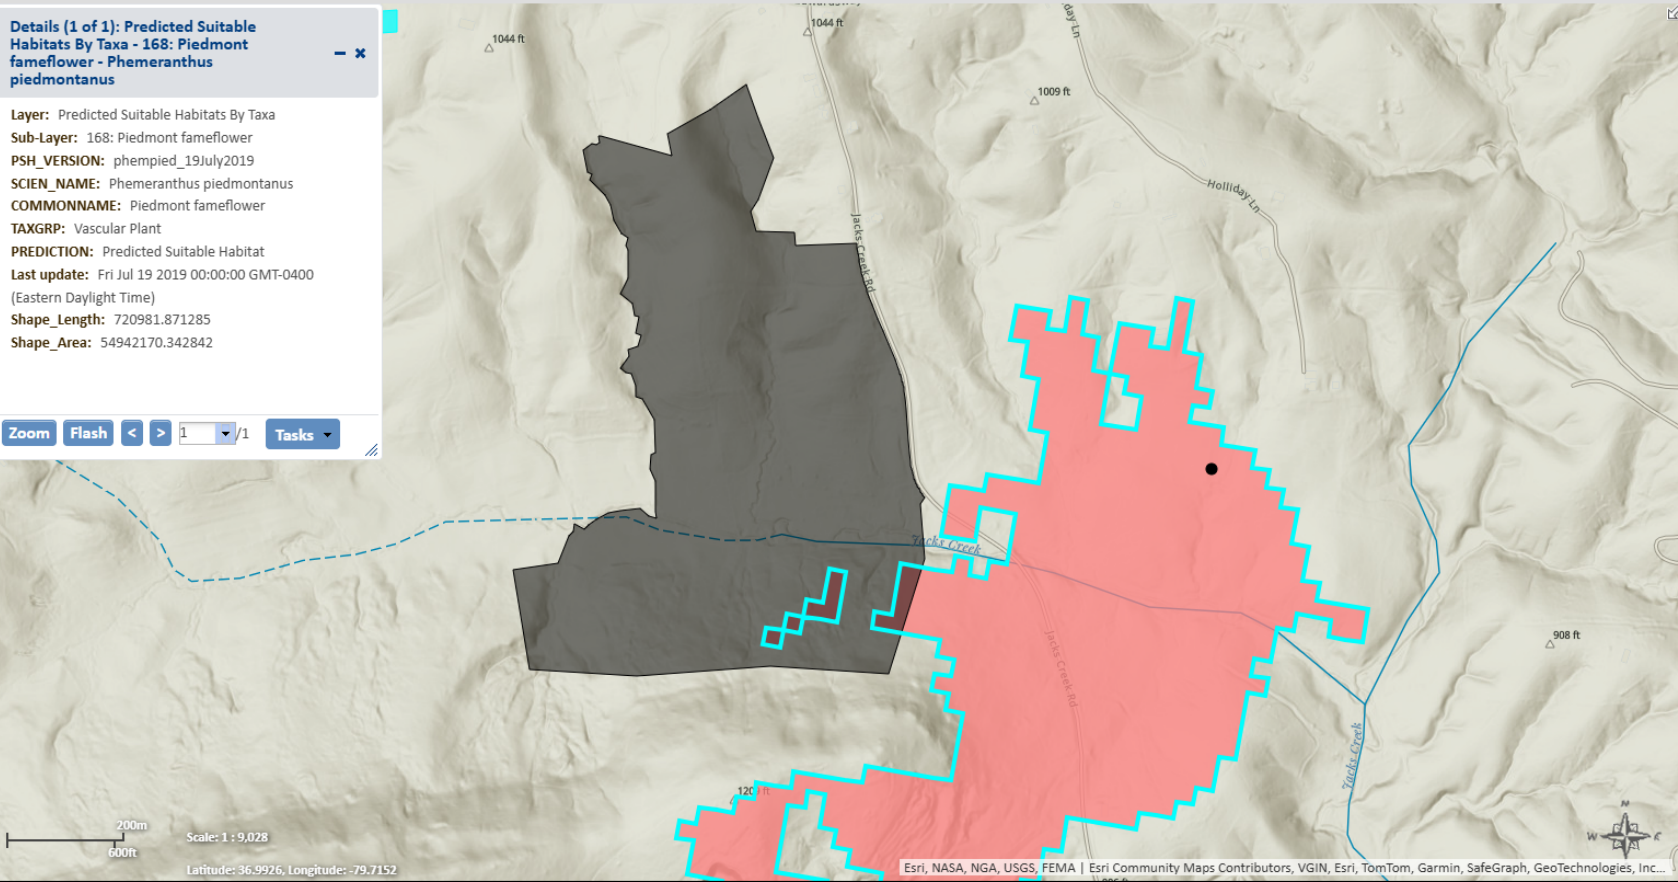 Details (1 of 1): Predicted Suitable
Habitats By Taxa - 168: Piedmont
fameflower - Phemeranthus
piedmontanus
Layer: Predicted Suitable Habitats By Taxa
Sub-Layer: 168: Piedmont fameflower
PSH_VERSION: phempied_19July2019
SCIEN_NAME: Phemeranthus piedmontanus
COMMONNAME: Piedmont fameflower
TAXGRP: Vascular Plant
PREDICTION: Predicted Suitable Habitat
Last update: Fri Jul 19 2019 00:00:00 GMT-0400
(Eastern Daylight Time)
Shape_Length: 720981.871285
Shape_Area: 54942170.342842
Zoom Flash < > 1 /1 Tasks
1044 ft
1044 ft
day Ln
1009 ft
Holliday Ln
Jacks Creek Rd
Jacks Creek
Jacks Creek Rd
908 ft
Jacks Creek
1209 ft
200m
600ft
Scale: 1 : 9,028
Latitude: 36.9926, Longitude: -79.7152
N
W E
Esri, NASA, NGA, USGS, FEMA | Esri Community Maps Contributors, VGIN, Esri, TomTom, Garmin, SafeGraph, GeoTechnologies, Inc...